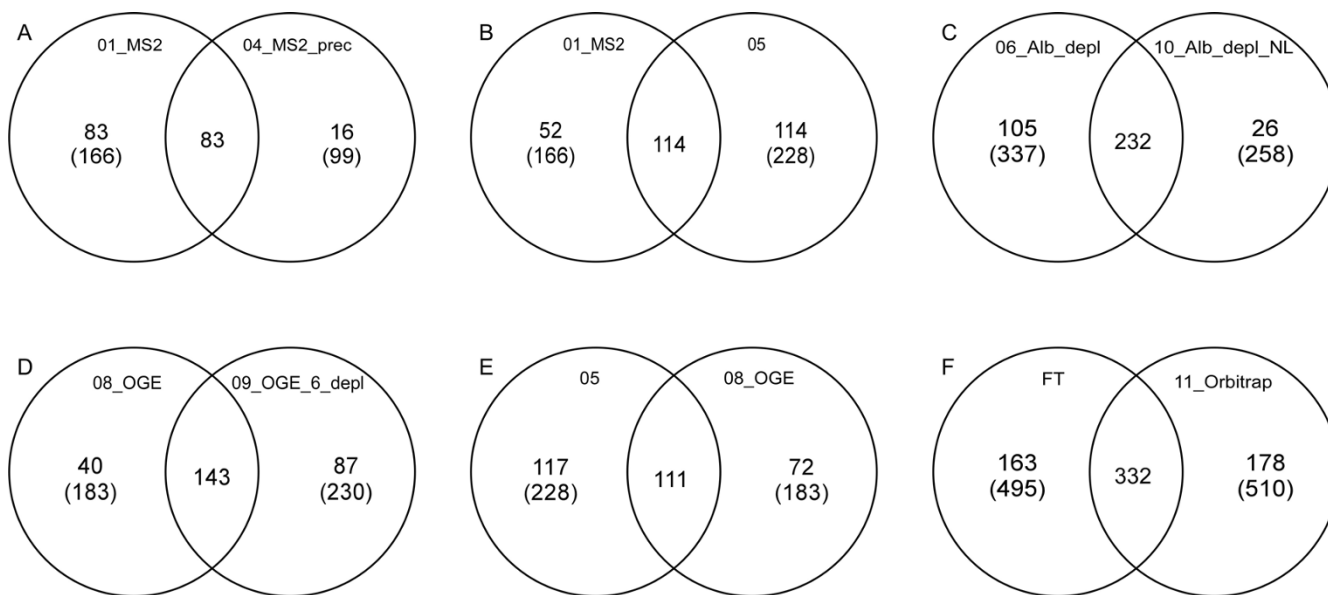 A
01_MS2
04_MS2_prec
83
(166)
83
16
(99)
B
01_MS2
05
52
(166)
114
114
(228)
C
06_Alb_depl
10_Alb_depl_NL
105
(337)
232
26
(258)
D
08_OGE
09_OGE_6_depl
40
(183)
143
87
(230)
E
05
08_OGE
117
(228)
111
72
(183)
F
FT
11_Orbitrap
163
(495)
332
178
(510)